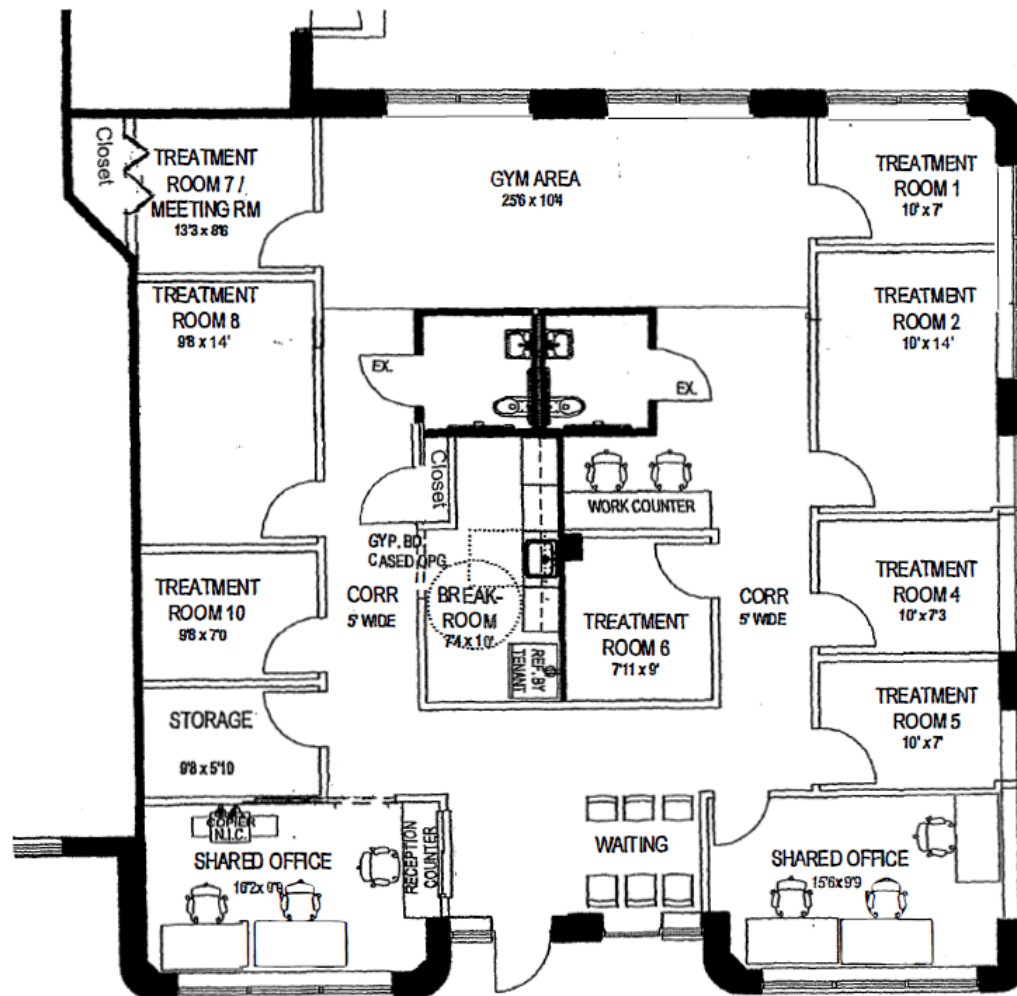 Closet
TREATMENT
ROOM 7 /
MEETING RM
13'3 x 8'6
GYM AREA
25'6 x 10'4
TREATMENT
ROOM 1
10' x 7'
TREATMENT
ROOM 8
9'8 x 14'
TREATMENT
ROOM 2
10' x 14'
EX.
EX.
Closet
WORK COUNTER
GYP. BD.
CASED OPG
TREATMENT
ROOM 10
9'8 x 7'0
CORR
5' WIDE
BREAK-
ROOM
7'4 x 10'
TREATMENT
ROOM 6
7'11 x 9'
CORR
5' WIDE
TREATMENT
ROOM 4
10' x 7'3
REF. BY
TENANT
STORAGE
9'8 x 5'10
TREATMENT
ROOM 5
10' x 7'
COPIER
N.I.C.
SHARED OFFICE
RECEPTION
COUNTER
WAITING
SHARED OFFICE
15'6 x 9'9